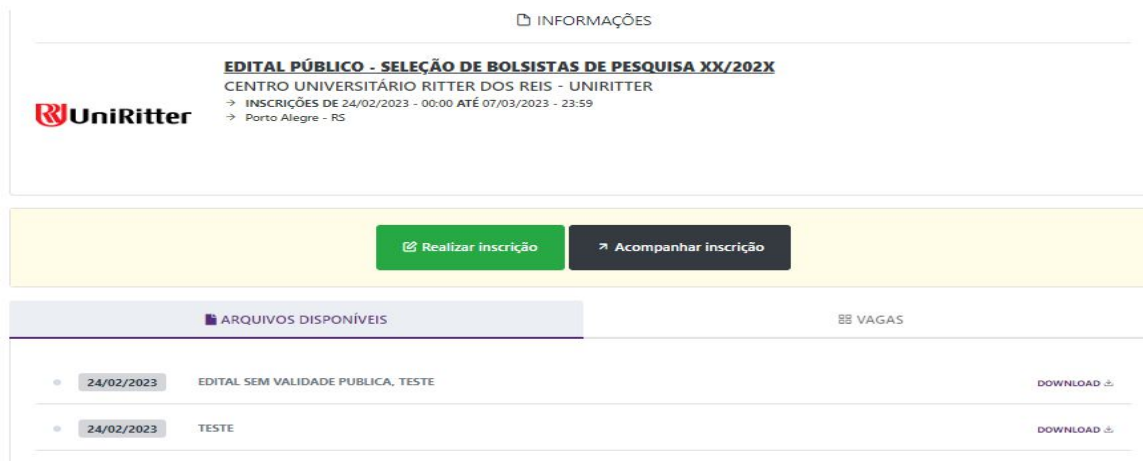 INFORMAÇÕES
EDITAL PÚBLICO - SELEÇÃO DE BOLSISTAS DE PESQUISA XX/202X
CENTRO UNIVERSITÁRIO RITTER DOS REIS - UNIRITTER
→ INSCRIÇÕES DE 24/02/2023 - 00:00 ATÉ 07/03/2023 - 23:59
→ Porto Alegre - RS
UniRitter
Realizar inscrição
Acompanhar inscrição
ARQUIVOS DISPONÍVEIS
VAGAS
24/02/2023 EDITAL SEM VALIDADE PUBLICA, TESTE DOWNLOAD
24/02/2023 TESTE DOWNLOAD